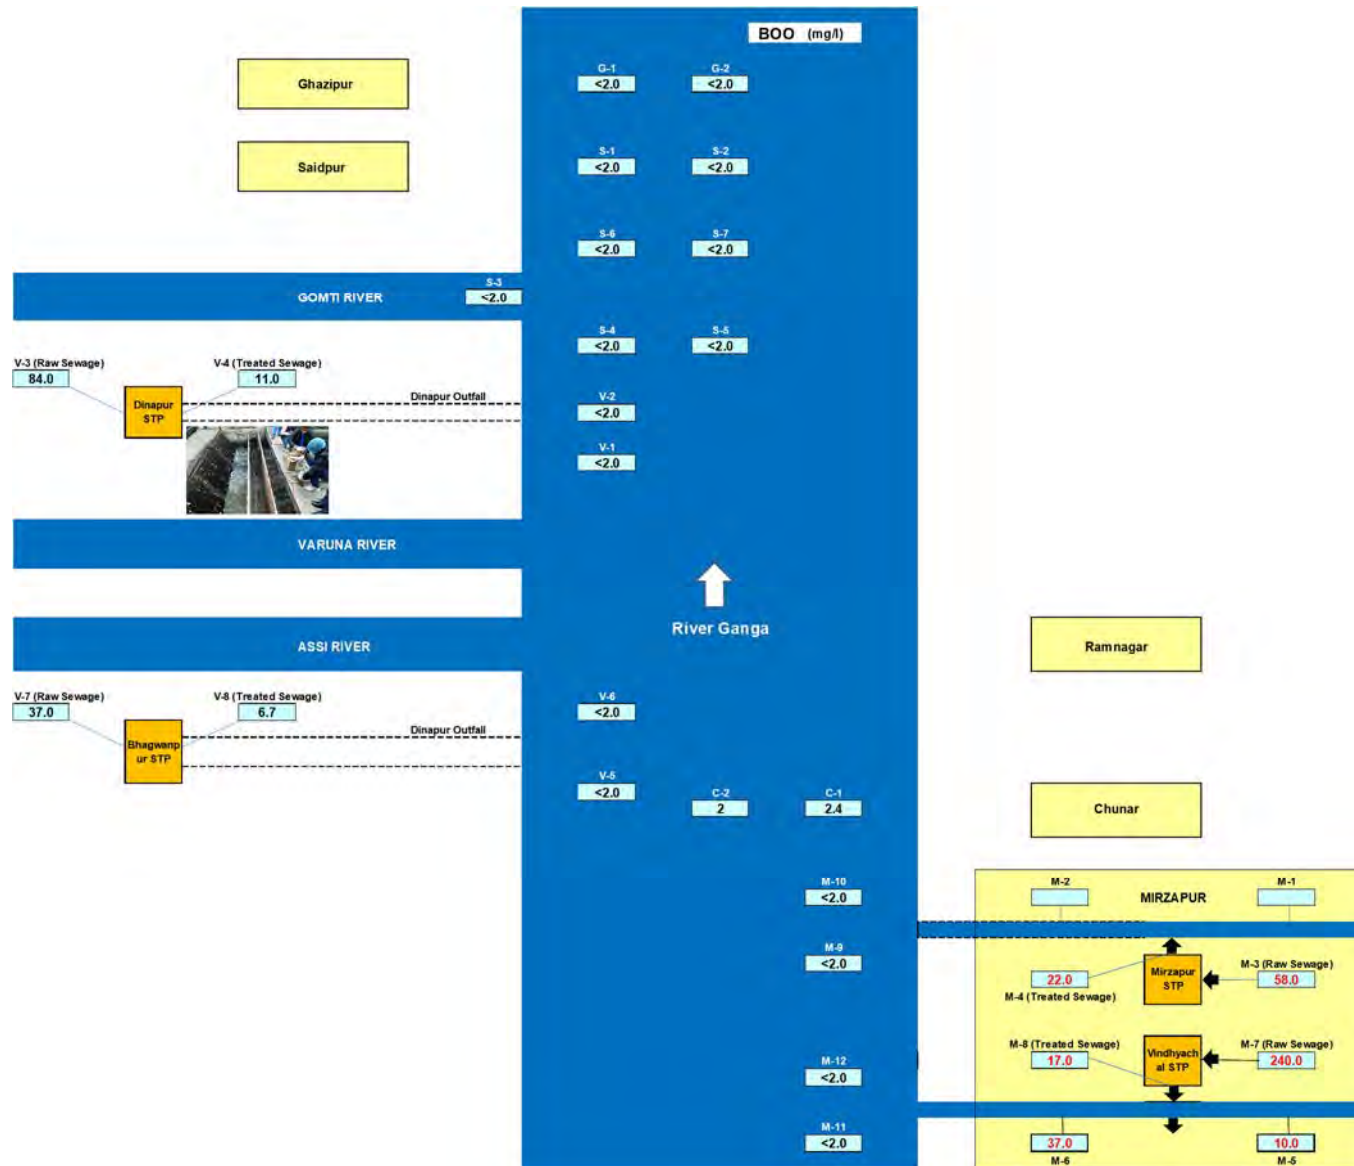 BOO (mg/l)
G-1 G-2
Ghazipur <2.0 <2.0
S-1 S-2
Saidpur <2.0 <2.0
S-6 S-7
<2.0 <2.0
S-3
GOMTI RIVER <2.0
S-4 S-5
<2.0 <2.0
V-3 (Raw Sewage) V-4 (Treated Sewage)
84.0 11.0
Dinapur Outfall
V-2
Dinapur
STP
<2.0
V-1
<2.0
VARUNA RIVER
River Ganga
ASSI RIVER
Ramnagar
V-7 (Raw Sewage) V-8 (Treated Sewage)
37.0 6.7
V-6
<2.0
Dinapur Outfall
Bhagwanp
ur STP
V-5
<2.0
C-2 C-1
2 2.4
Chunar
M-10
<2.0
M-2 MIRZAPUR M-1
M-9
<2.0
Mirzapur
STP
M-3 (Raw Sewage)
22.0 58.0
M-4 (Treated Sewage)
M-8 (Treated Sewage)
17.0
Vindhyach
al STP
M-7 (Raw Sewage)
240.0
M-12
<2.0
M-11
<2.0
37.0 10.0
M-6 M-5